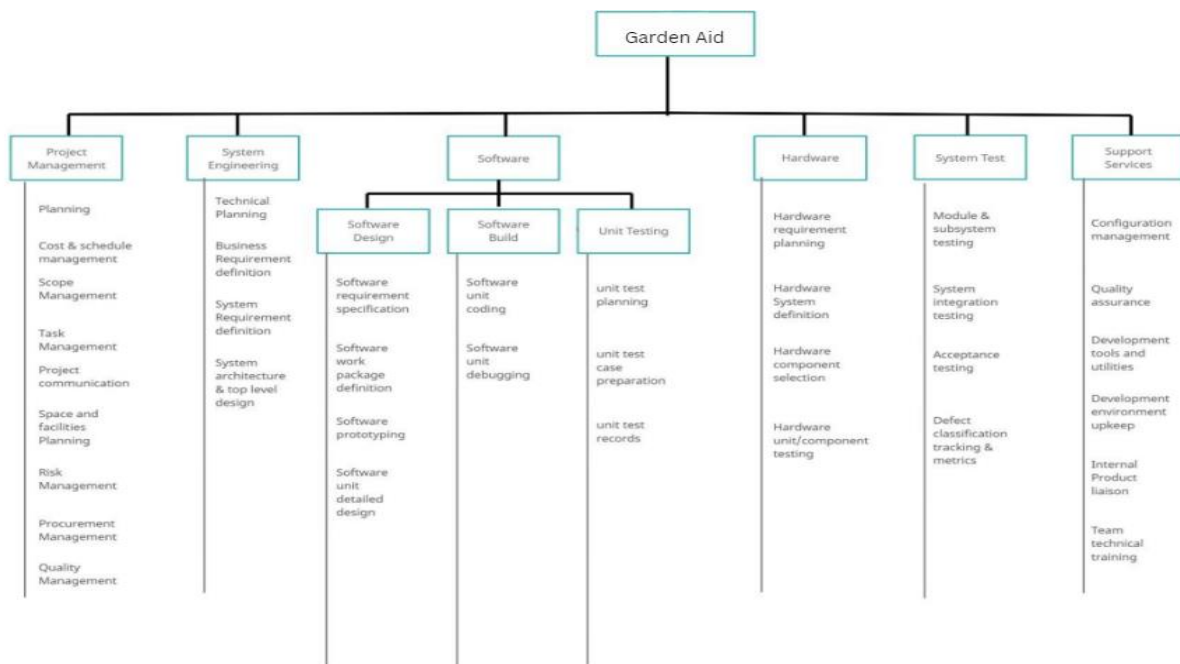 Garden Aid
Project
Management
System
Engineering
Software
Hardware
System Test
Support
Services
Planning
Cost & schedule
management
Scope
Management
Task
Management
Project
communication
Space and
facilities
Planning
Risk
Management
Procurement
Management
Quality
Management
Technical
Planning
Business
Requirement
definition
System
Requirement
definition
System
architecture
& top level
design
Software
Design
Software
requirement
specification
Software
work
package
definition
Software
prototyping
Software
unit
detailed
design
Software
Build
Software
unit
coding
Software
unit
debugging
Unit Testing
unit test
planning
unit test
case
preparation
unit test
records
Hardware
requirement
planning
Hardware
System
definition
Hardware
component
selection
Hardware
unit/component
testing
Module &
subsystem
testing
System
integration
testing
Acceptance
testing
Defect
classification
tracking &
metrics
Configuration
management
Quality
assurance
Development
tools and
utilities
Development
environment
upkeep
Internal
Product
liaison
Team
technical
training